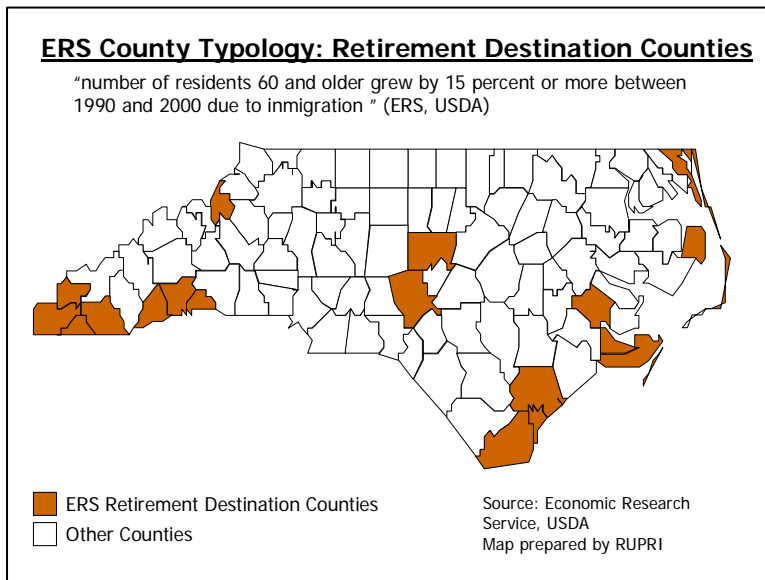 ERS County Typology: Retirement Destination Counties
"number of residents 60 and older grew by 15 percent or more between
1990 and 2000 due to inmigration " (ERS, USDA)
ERS Retirement Destination Counties
Other Counties
Source: Economic Research
Service, USDA
Map prepared by RUPRI